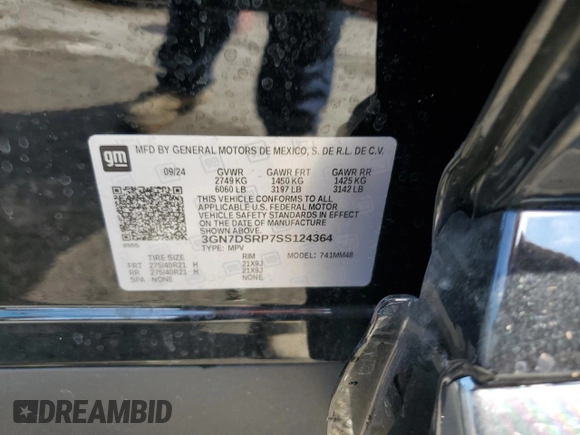 gm MFD BY GENERAL MOTORS DE MEXICO, S. DE R.L. DE C.V.
09/24 GVWR GAWR FRT GAWR RR
2749 KG 1450 KG 1425 KG
6060 LB 3197 LB 3142 LB
THIS VEHICLE CONFORMS TO ALL
APPLICABLE U.S. FEDERAL MOTOR
VEHICLE SAFETY STANDARDS IN EFFECT
ON THE DATE OF MANUFACTURE
SHOWN ABOVE.
3GN7DSRP7SS124364
TYPE: MPV MODEL: 741MM48
TIRE SIZE RIM
FRT 275/40R21 H 21X9J
RR 275/40R21 H 21X9J
SPA NONE NONE
DREAMBID